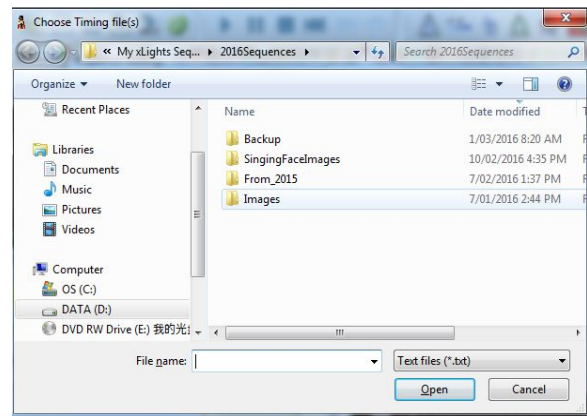 Choose Timing file(s)
« My xLights Seq... ▸ 2016Sequences ▸
Search 2016Sequences
Organize ▾ New folder
Recent Places
Libraries
Documents
Music
Pictures
Videos
Computer
OS (C:)
DATA (D:)
DVD RW Drive (E:) 我的光
Name Date modified
Backup 1/03/2016 8:20 AM
SingingFaceImages 10/02/2016 4:35 PM
From_2015 7/02/2016 1:37 PM
Images 7/01/2016 2:44 PM
File name:
Text files (*.txt)
Open Cancel